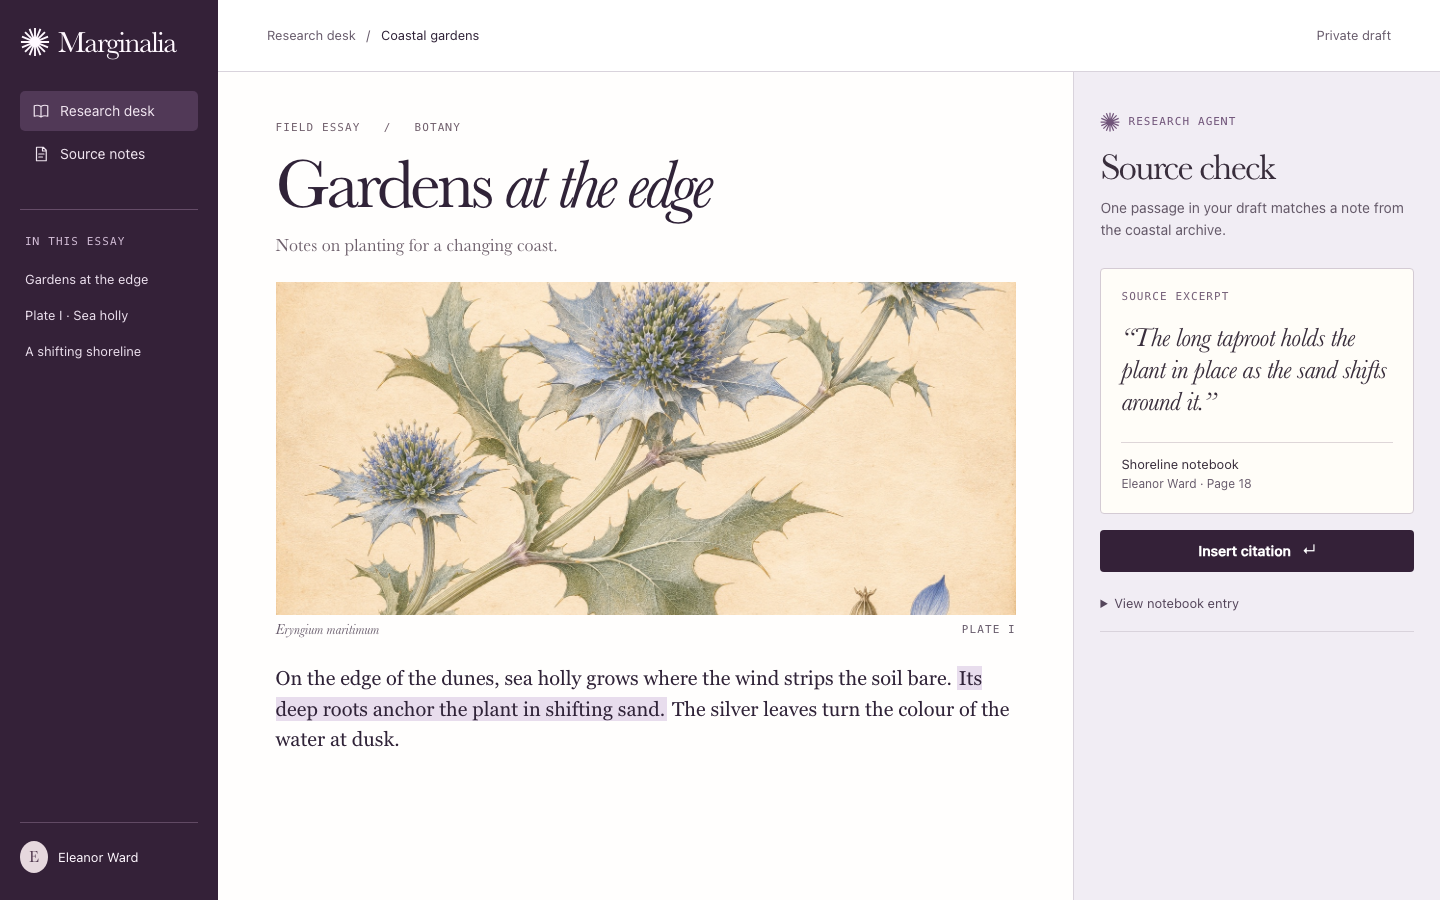 Marginalia
Research desk
Source notes
IN THIS ESSAY
Gardens at the edge
Plate I · Sea holly
A shifting shoreline
E
Eleanor Ward
Research desk / Coastal gardens
Private draft
FIELD ESSAY / BOTANY
Gardens at the edge
Notes on planting for a changing coast.
Eryngium maritimum
PLATE I
On the edge of the dunes, sea holly grows where the wind strips the soil bare. Its
deep roots anchor the plant in shifting sand. The silver leaves turn the colour of the
water at dusk.
RESEARCH AGENT
Source check
One passage in your draft matches a note from
the coastal archive.
SOURCE EXCERPT
“The long taproot holds the
plant in place as the sand shifts
around it.”
Shoreline notebook
Eleanor Ward · Page 18
Insert citation
View notebook entry